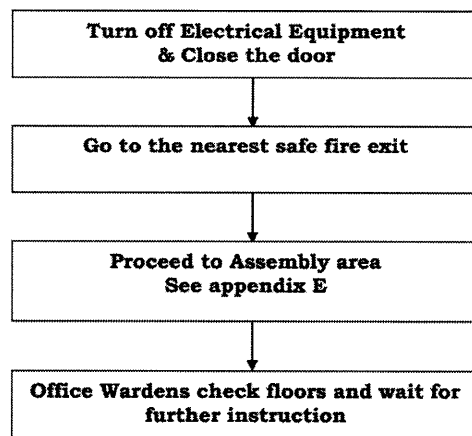 Turn off Electrical Equipment
& Close the door
Go to the nearest safe fire exit
Proceed to Assembly area
See appendix E
Office Wardens check floors and wait for
further instruction